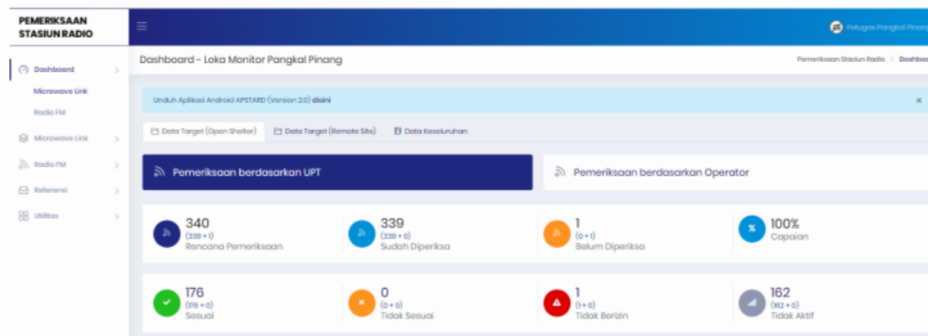 PEMERIKSAAN
STASIUN RADIO
Petugas Pangkal Pinang
Dashboard
Microwave Link
Radio FM
Microwave Link
Radio FM
Referensi
Utilitas
Dashboard - Loka Monitor Pangkal Pinang
Pemeriksaan Stasiun Radio > Dashboard
Unduh Aplikasi Android APSTARD (Version 2.0) disini
Data Target (Open Shelter) Data Target (Remote Site) Data Keseluruhan
Pemeriksaan berdasarkan UPT
Pemeriksaan berdasarkan Operator
340
(339 + 1)
Rencana Pemeriksaan
339
(339 + 0)
Sudah Diperiksa
1
(0 + 1)
Belum Diperiksa
100%
Capaian
176
(176 + 0)
Sesuai
0
(0 + 0)
Tidak Sesuai
1
(1 + 0)
Tidak Berizin
162
(162 + 0)
Tidak Aktif